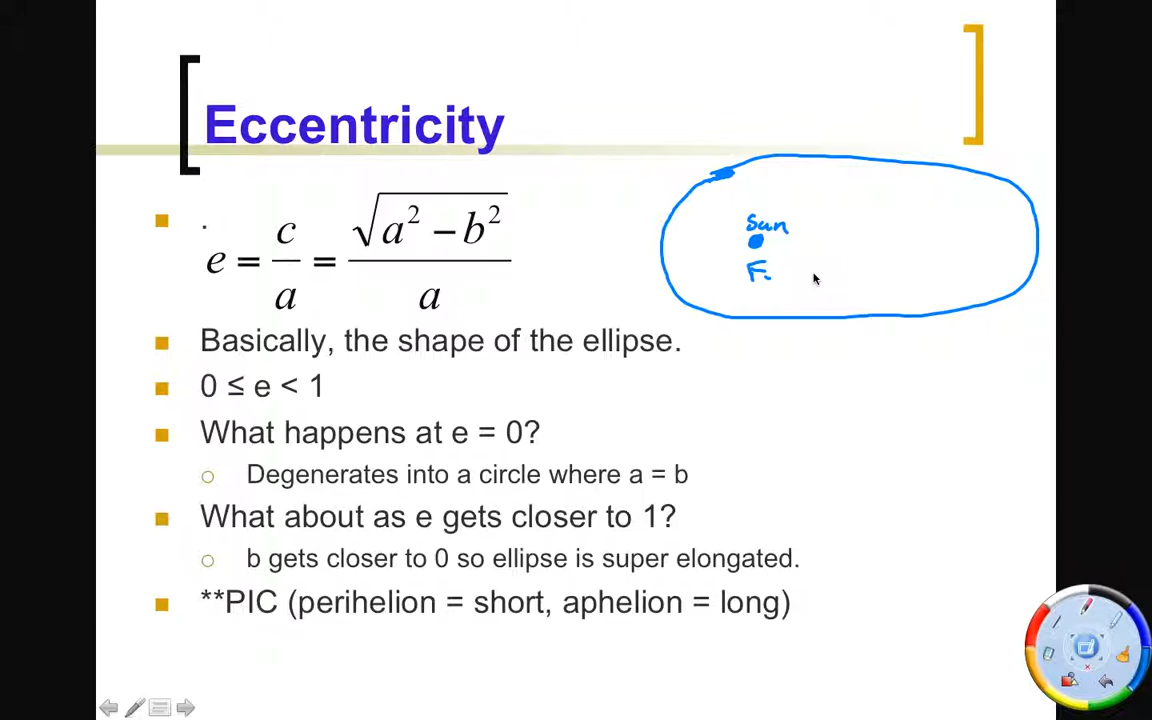 Eccentricity
.
e = c/a = √(a² − b²)/a
Sun
F.
Basically, the shape of the ellipse.
0 ≤ e < 1
What happens at e = 0?
Degenerates into a circle where a = b
What about as e gets closer to 1?
b gets closer to 0 so ellipse is super elongated.
**PIC (perihelion = short, aphelion = long)